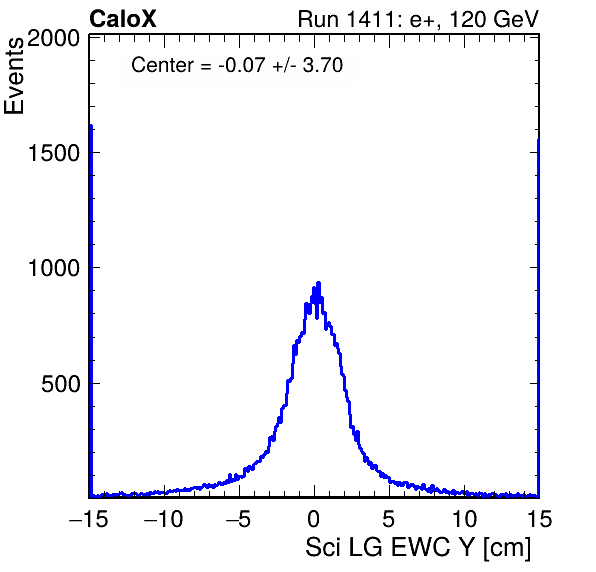 CaloX Run 1411: e+, 120 GeV
Center = -0.07 +/- 3.70
Events
2000
1500
1000
500
−15 −10 −5 0 5 10 15
Sci LG EWC Y [cm]